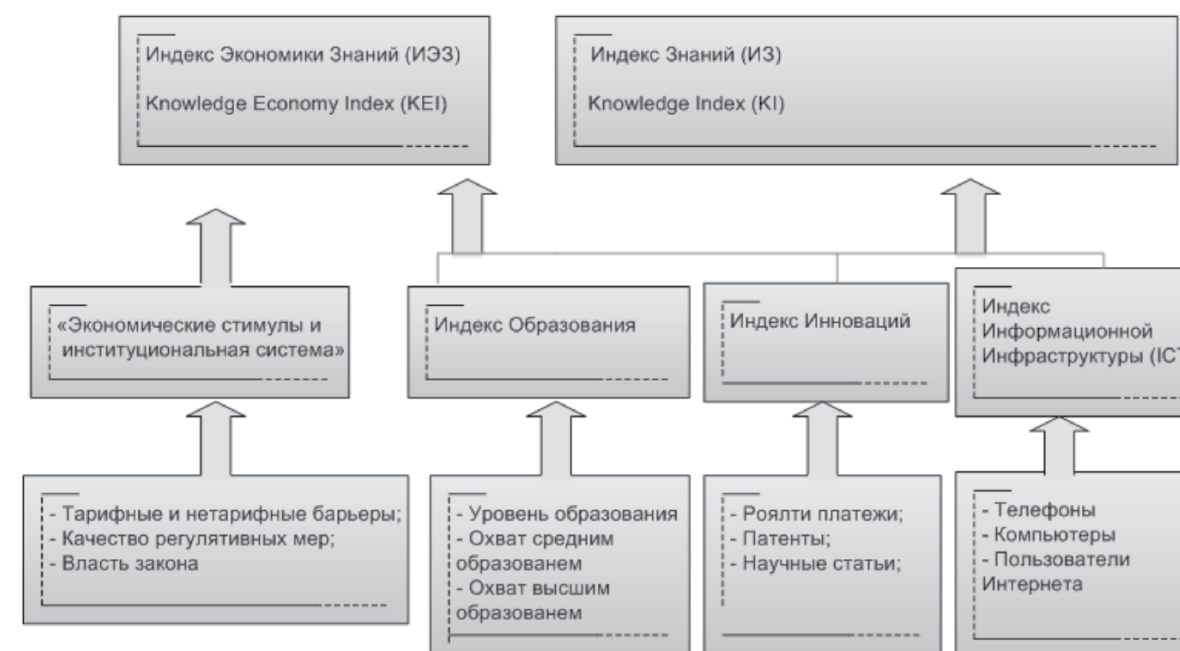 Индекс Экономики Знаний (ИЭЗ)
Knowledge Economy Index (KEI)
Индекс Знаний (ИЗ)
Knowledge Index (KI)
«Экономические стимулы и
институциональная система»
Индекс Образования
Индекс Инноваций
Индекс
Информационной
Инфраструктуры (ICT
- Тарифные и нетарифные барьеры;
- Качество регулятивных мер;
- Власть закона
- Уровень образования
- Охват средним
образованем
- Охват высшим
образованем
- Роялти платежи;
- Патенты;
- Научные статьи;
- Телефоны
- Компьютеры
- Пользователи
Интернета